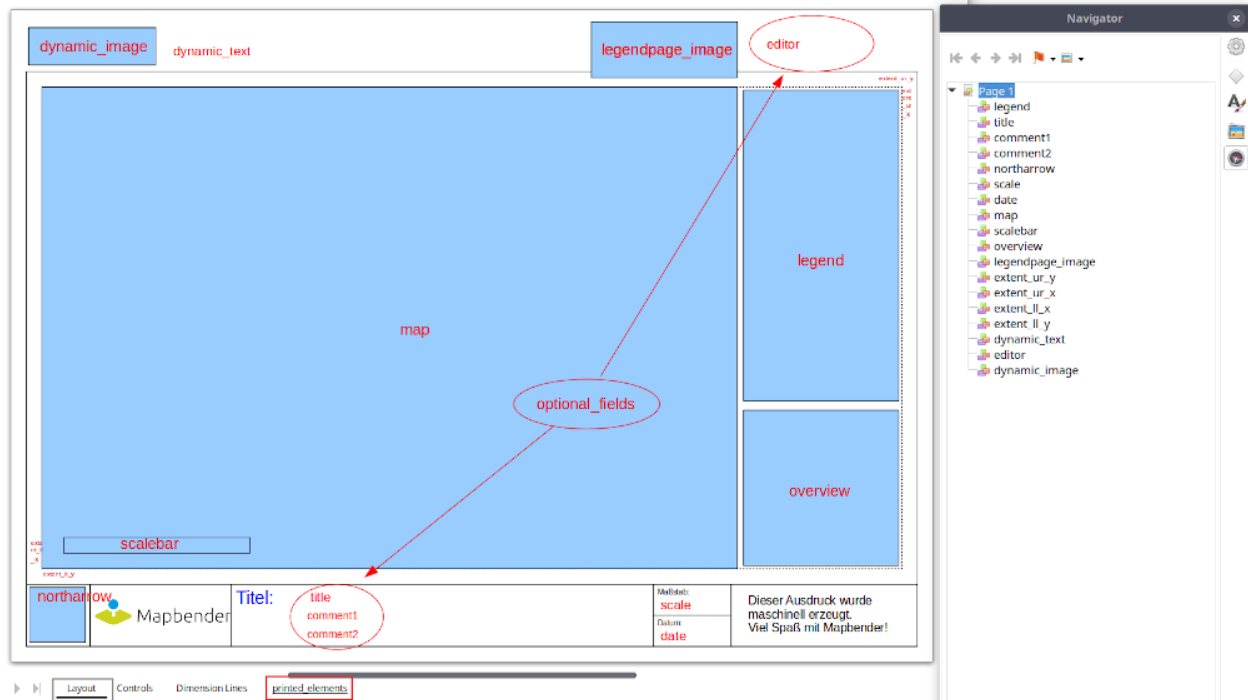 dynamic_image
dynamic_text
legendpage_image
editor
extent_ur_y
map
legend
optional_fields
overview
scalebar
extent_ll_y
northarrow
Mapbender
Titel:
title
comment1
comment2
Maßstab:
scale
Datum:
date
Dieser Ausdruck wurde
maschinell erzeugt.
Viel Spaß mit Mapbender!
Layout
Controls
Dimension Lines
printed_elements
Navigator
Page 1
legend
title
comment1
comment2
northarrow
scale
date
map
scalebar
overview
legendpage_image
extent_ur_y
extent_ur_x
extent_ll_x
extent_ll_y
dynamic_text
editor
dynamic_image